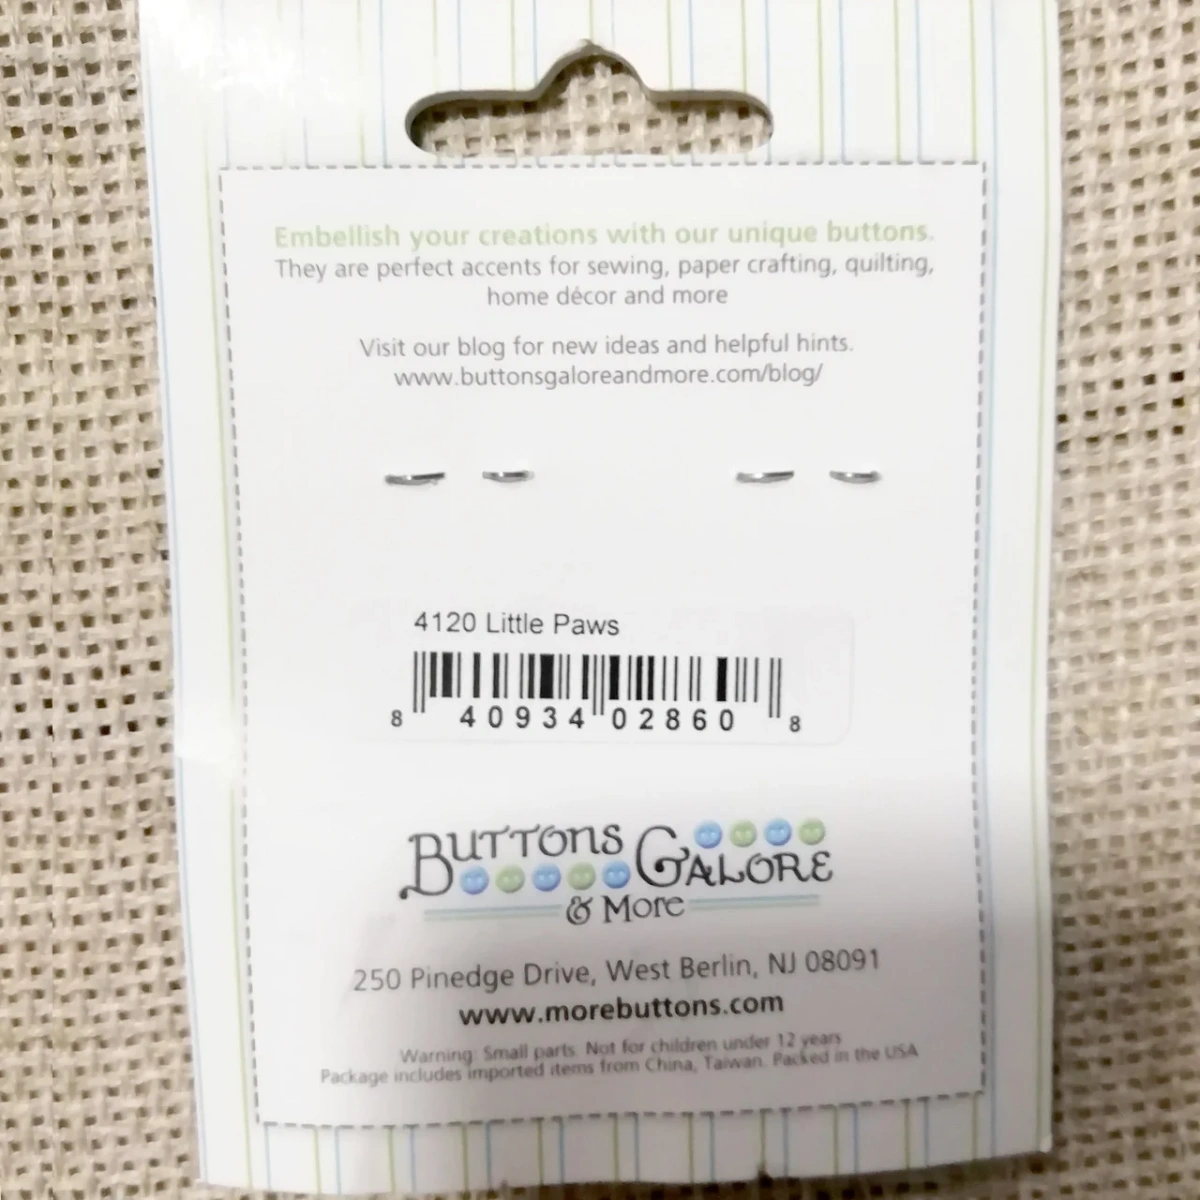 Embellish your creations with our unique buttons.
They are perfect accents for sewing, paper crafting, quilting,
home décor and more
Visit our blog for new ideas and helpful hints.
www.buttonsgaloreandmore.com/blog/
4120 Little Paws
8 40934 02860 8
Buttons Galore
& More
250 Pinedge Drive, West Berlin, NJ 08091
www.morebuttons.com
Warning: Small parts. Not for children under 12 years
Package includes imported items from China, Taiwan. Packed in the USA